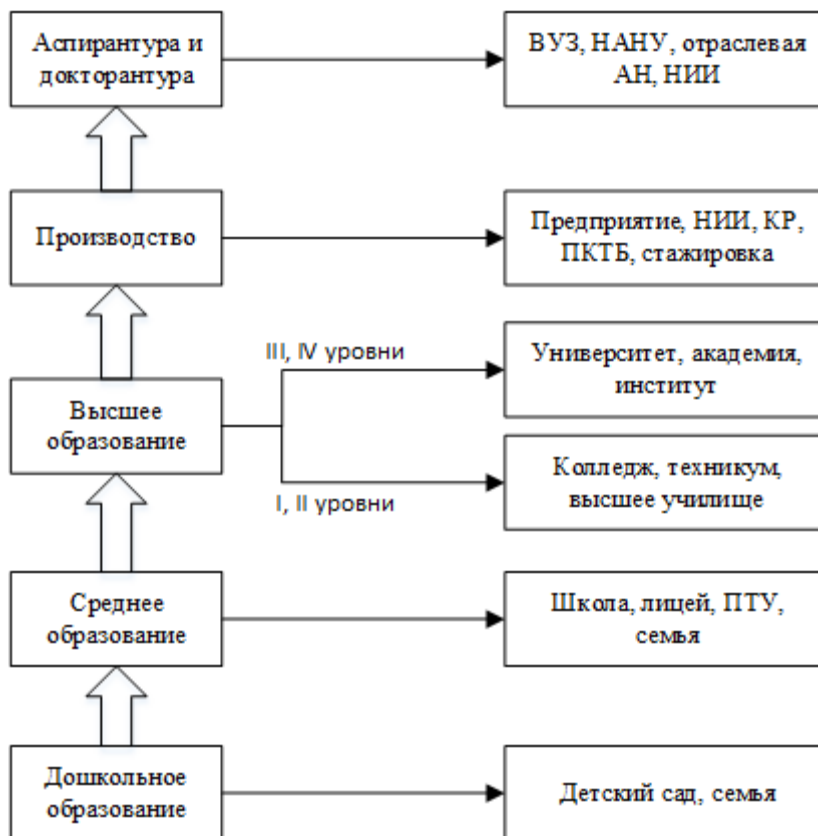 Аспирантура и
докторантура
ВУЗ, НАНУ, отраслевая
АН, НИИ
Производство
Предприятие, НИИ, КР,
ПКТБ, стажировка
III, IV уровни
Университет, академия,
институт
Высшее
образование
Колледж, техникум,
высшее училище
I, II уровни
Среднее
образование
Школа, лицей, ПТУ,
семья
Дошкольное
образование
Детский сад, семья